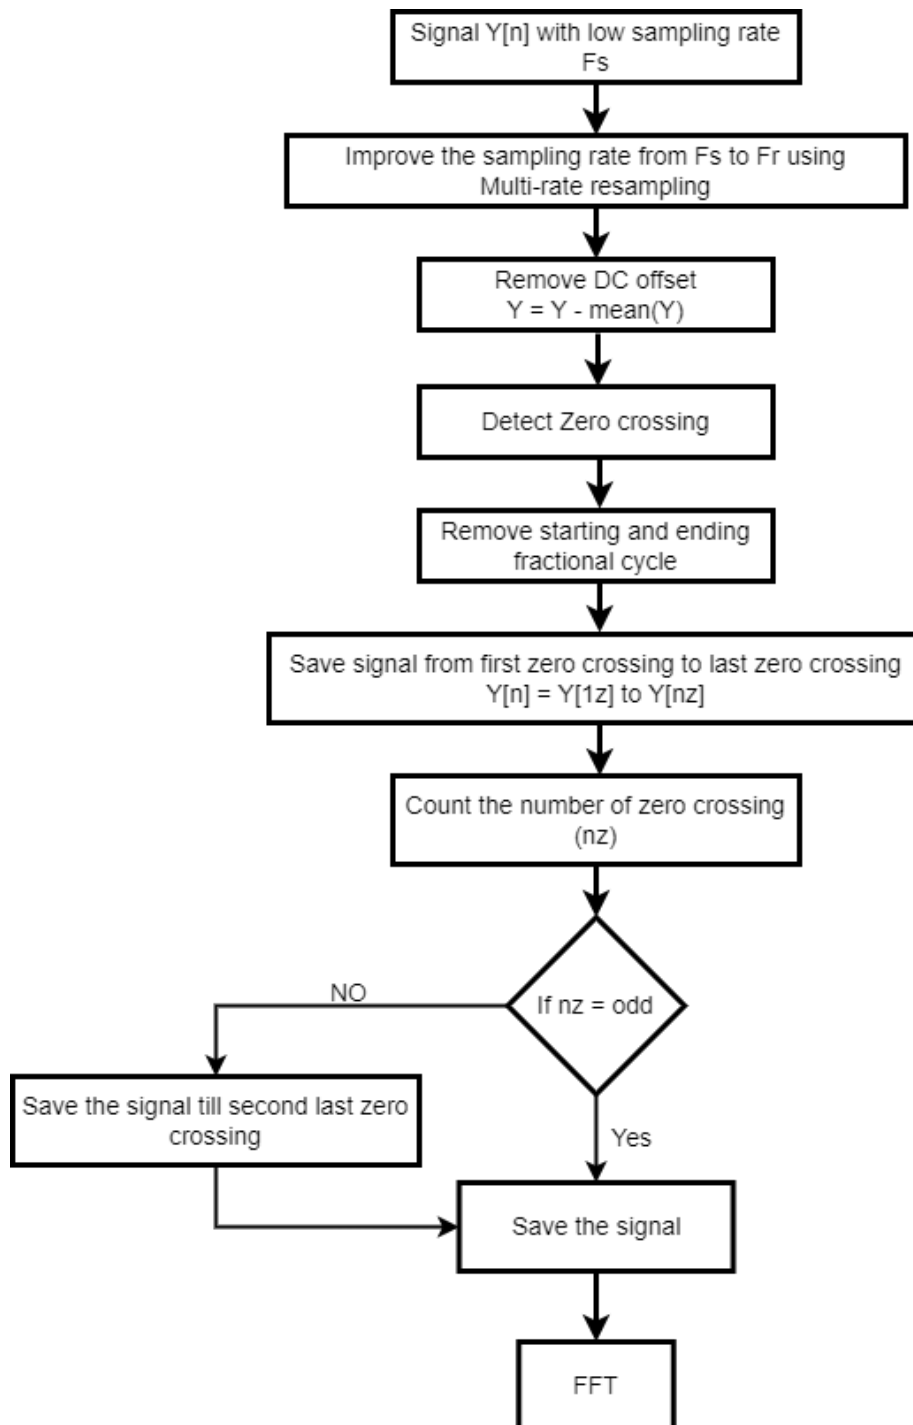 Signal Y[n] with low sampling rate
Fs
Improve the sampling rate from Fs to Fr using
Multi-rate resampling
Remove DC offset
Y = Y - mean(Y)
Detect Zero crossing
Remove starting and ending
fractional cycle
Save signal from first zero crossing to last zero crossing
Y[n] = Y[1z] to Y[nz]
Count the number of zero crossing
(nz)
If nz = odd
NO
Save the signal till second last zero
crossing
Yes
Save the signal
FFT